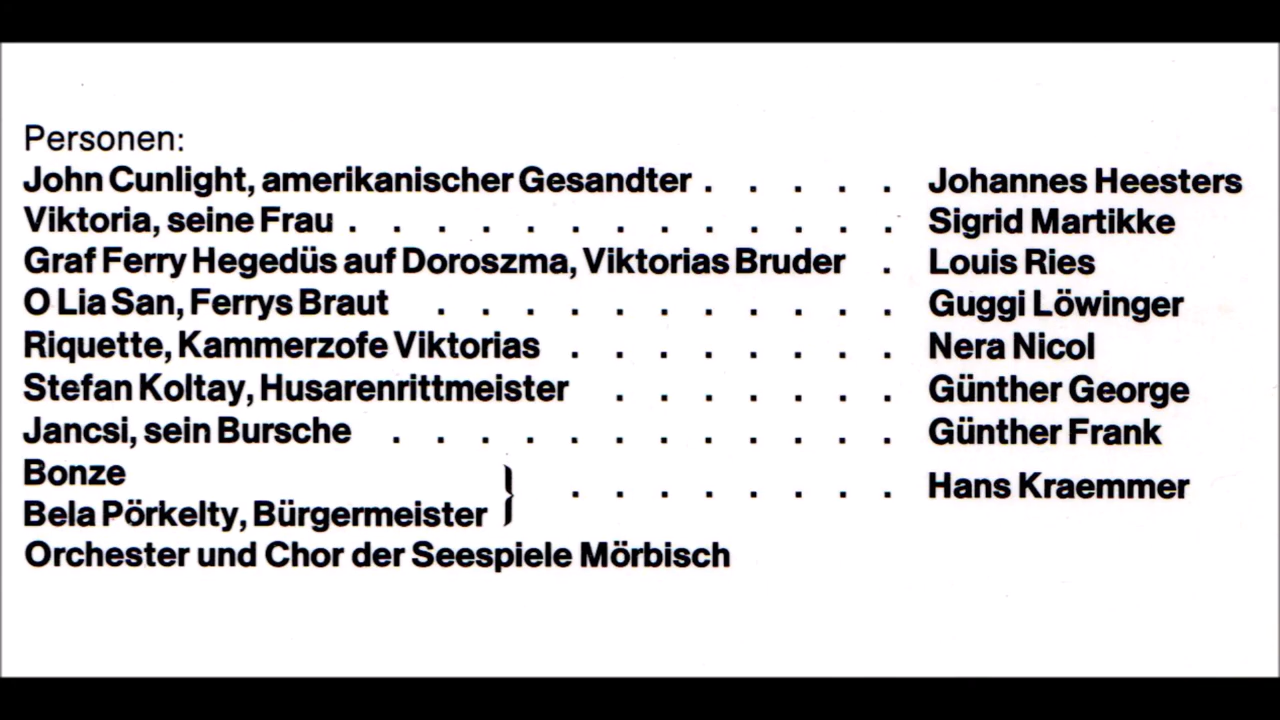 Personen:
John Cunlight, amerikanischer Gesandter . . . . . Johannes Heesters
Viktoria, seine Frau . . . . . . . . . . . . . Sigrid Martikke
Graf Ferry Hegedüs auf Doroszma, Viktorias Bruder . Louis Ries
O Lia San, Ferrys Braut . . . . . . . . . . . Guggi Löwinger
Riquette, Kammerzofe Viktorias . . . . . . . . Nera Nicol
Stefan Koltay, Husarenrittmeister . . . . . . . Günther George
Jancsi, sein Bursche . . . . . . . . . . . . Günther Frank
Bonze
Bela Pörkelty, Bürgermeister } . . . . . . . . Hans Kraemmer
Orchester und Chor der Seespiele Mörbisch